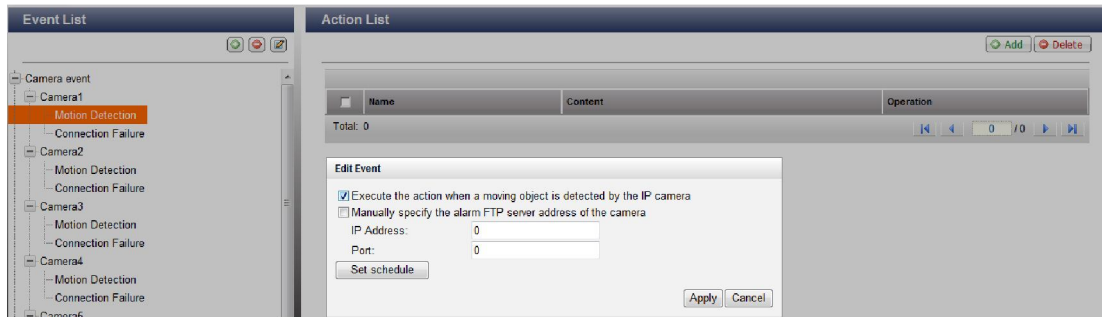 Event List
Camera event
Camera1
Motion Detection
Connection Failure
Camera2
Motion Detection
Connection Failure
Camera3
Motion Detection
Connection Failure
Camera4
Motion Detection
Connection Failure
Camera5
Action List
Add Delete
Name Content Operation
Total: 0 0 /0
Edit Event
Execute the action when a moving object is detected by the IP camera
Manually specify the alarm FTP server address of the camera
IP Address: 0
Port: 0
Set schedule
Apply Cancel